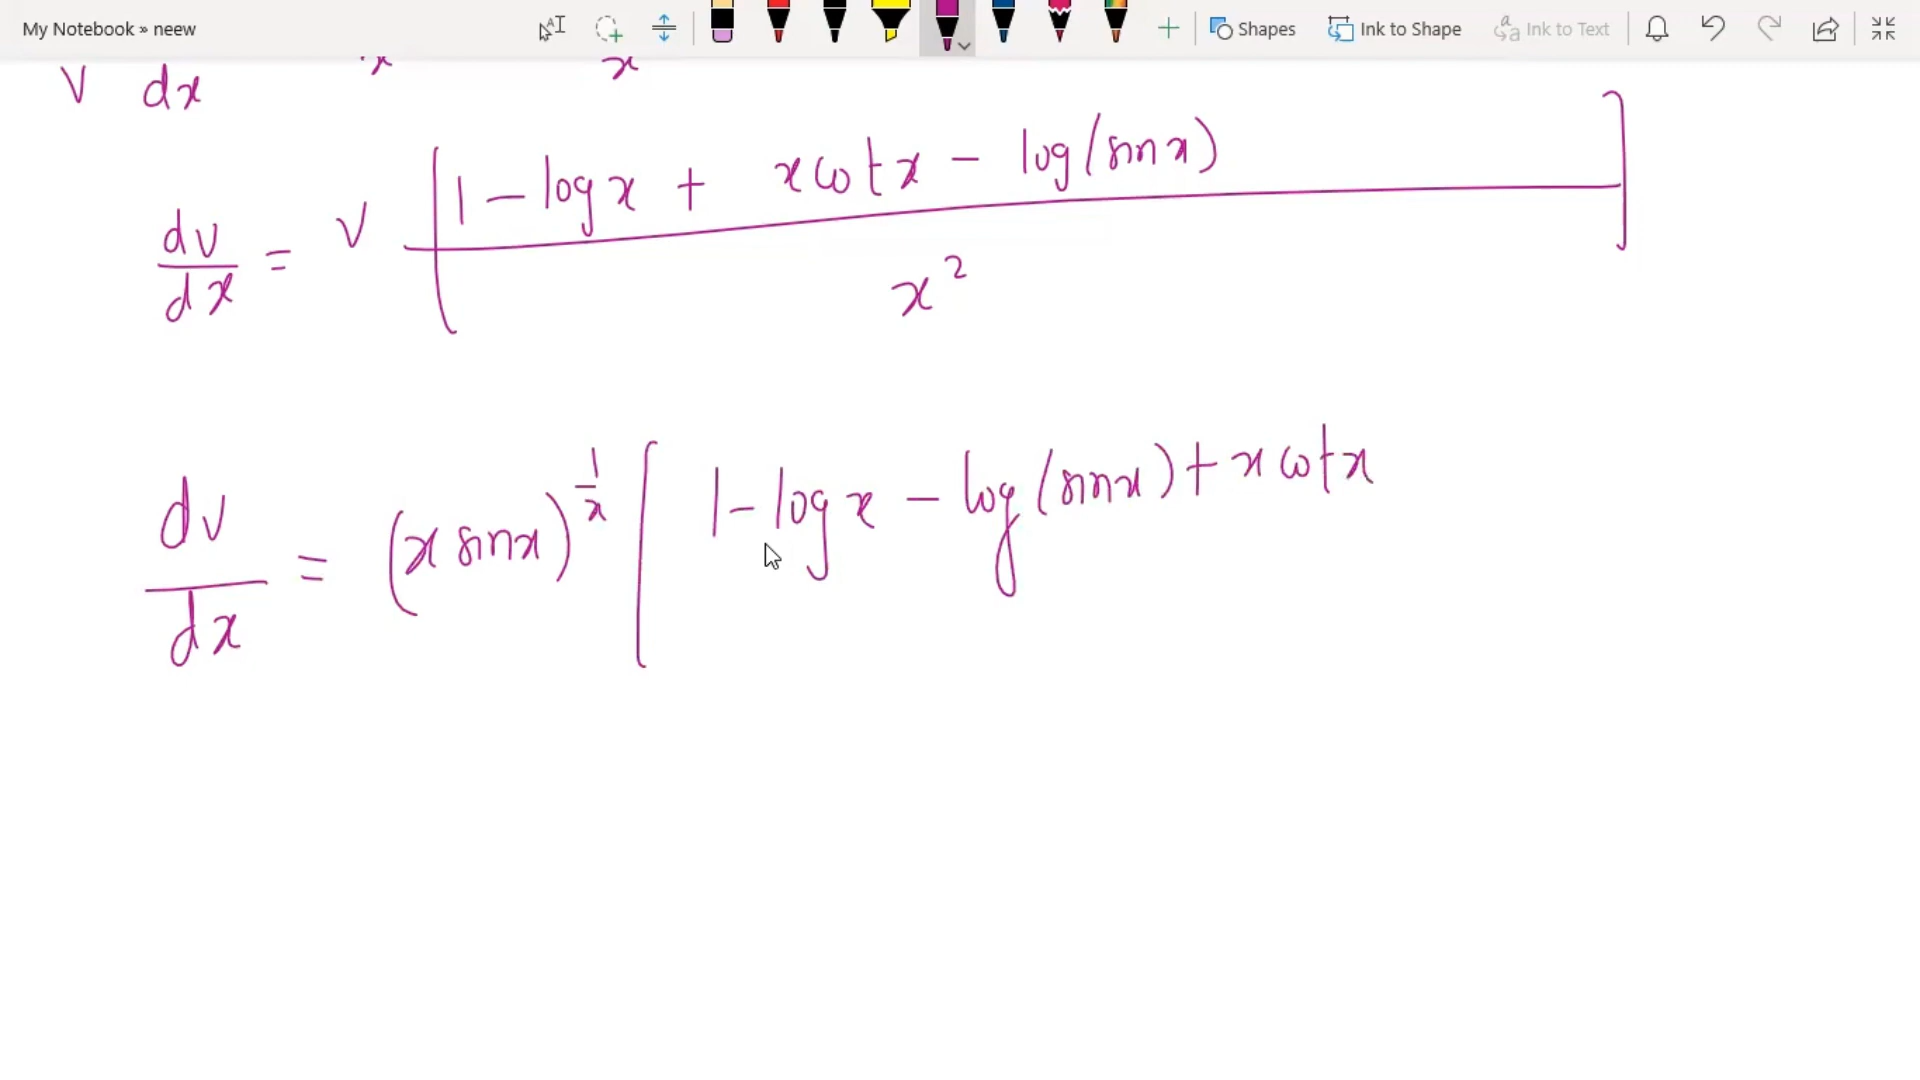 My Notebook » neew
Shapes
Ink to Shape
Ink to Text
v dx x x
dv/dx = v [1 - log x + x cot x - log(sin x) / x²]
dv/dx = (x sin x)^(1/x) [1 - log x - log(sin x) + x cot x